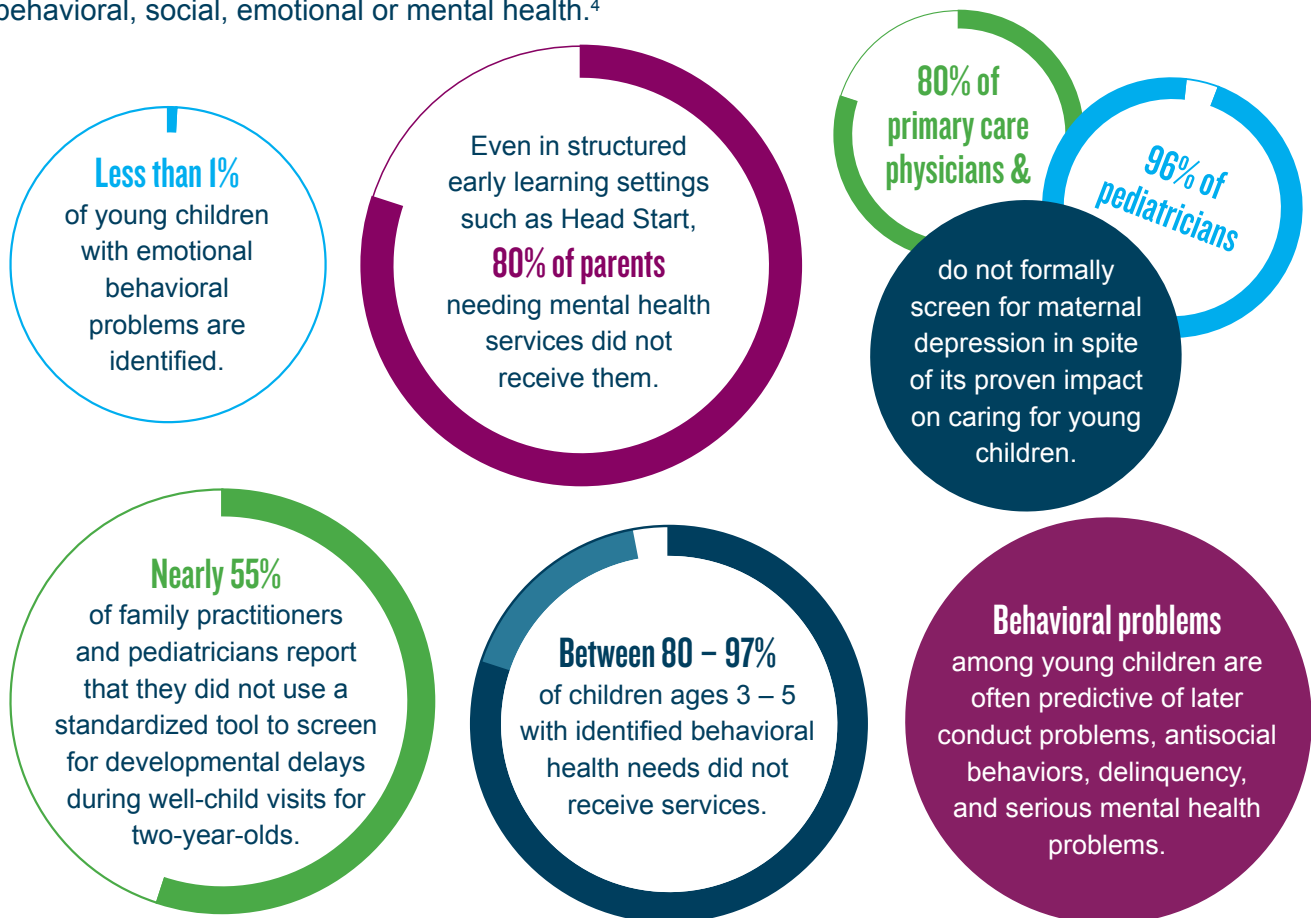 behavioral, social, emotional or mental health.⁴
Less than 1%
of young children
with emotional
behavioral
problems are
identified.
Even in structured
early learning settings
such as Head Start,
80% of parents
needing mental health
services did not
receive them.
80% of
primary care
physicians &
96% of
pediatricians
do not formally
screen for maternal
depression in spite
of its proven impact
on caring for young
children.
Nearly 55%
of family practitioners
and pediatricians report
that they did not use a
standardized tool to screen
for developmental delays
during well-child visits for
two-year-olds.
Between 80 – 97%
of children ages 3 – 5
with identified behavioral
health needs did not
receive services.
Behavioral problems
among young children are
often predictive of later
conduct problems, antisocial
behaviors, delinquency,
and serious mental health
problems.